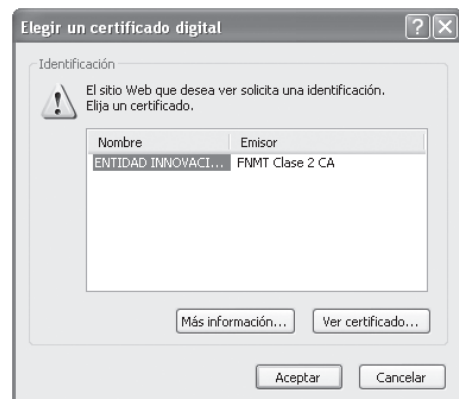 Elegir un certificado digital
Identificación
El sitio Web que desea ver solicita una identificación.
Elija un certificado.
Nombre Emisor
ENTIDAD INNOVACI... FNMT Clase 2 CA
Más información... Ver certificado...
Aceptar Cancelar